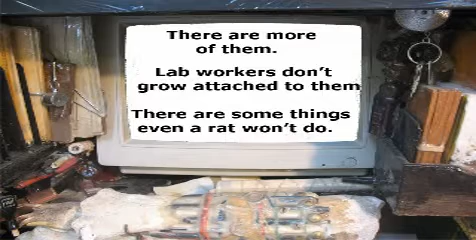 There are more
of them.
Lab workers don't
grow attached to them
There are some things
even a rat won't do.